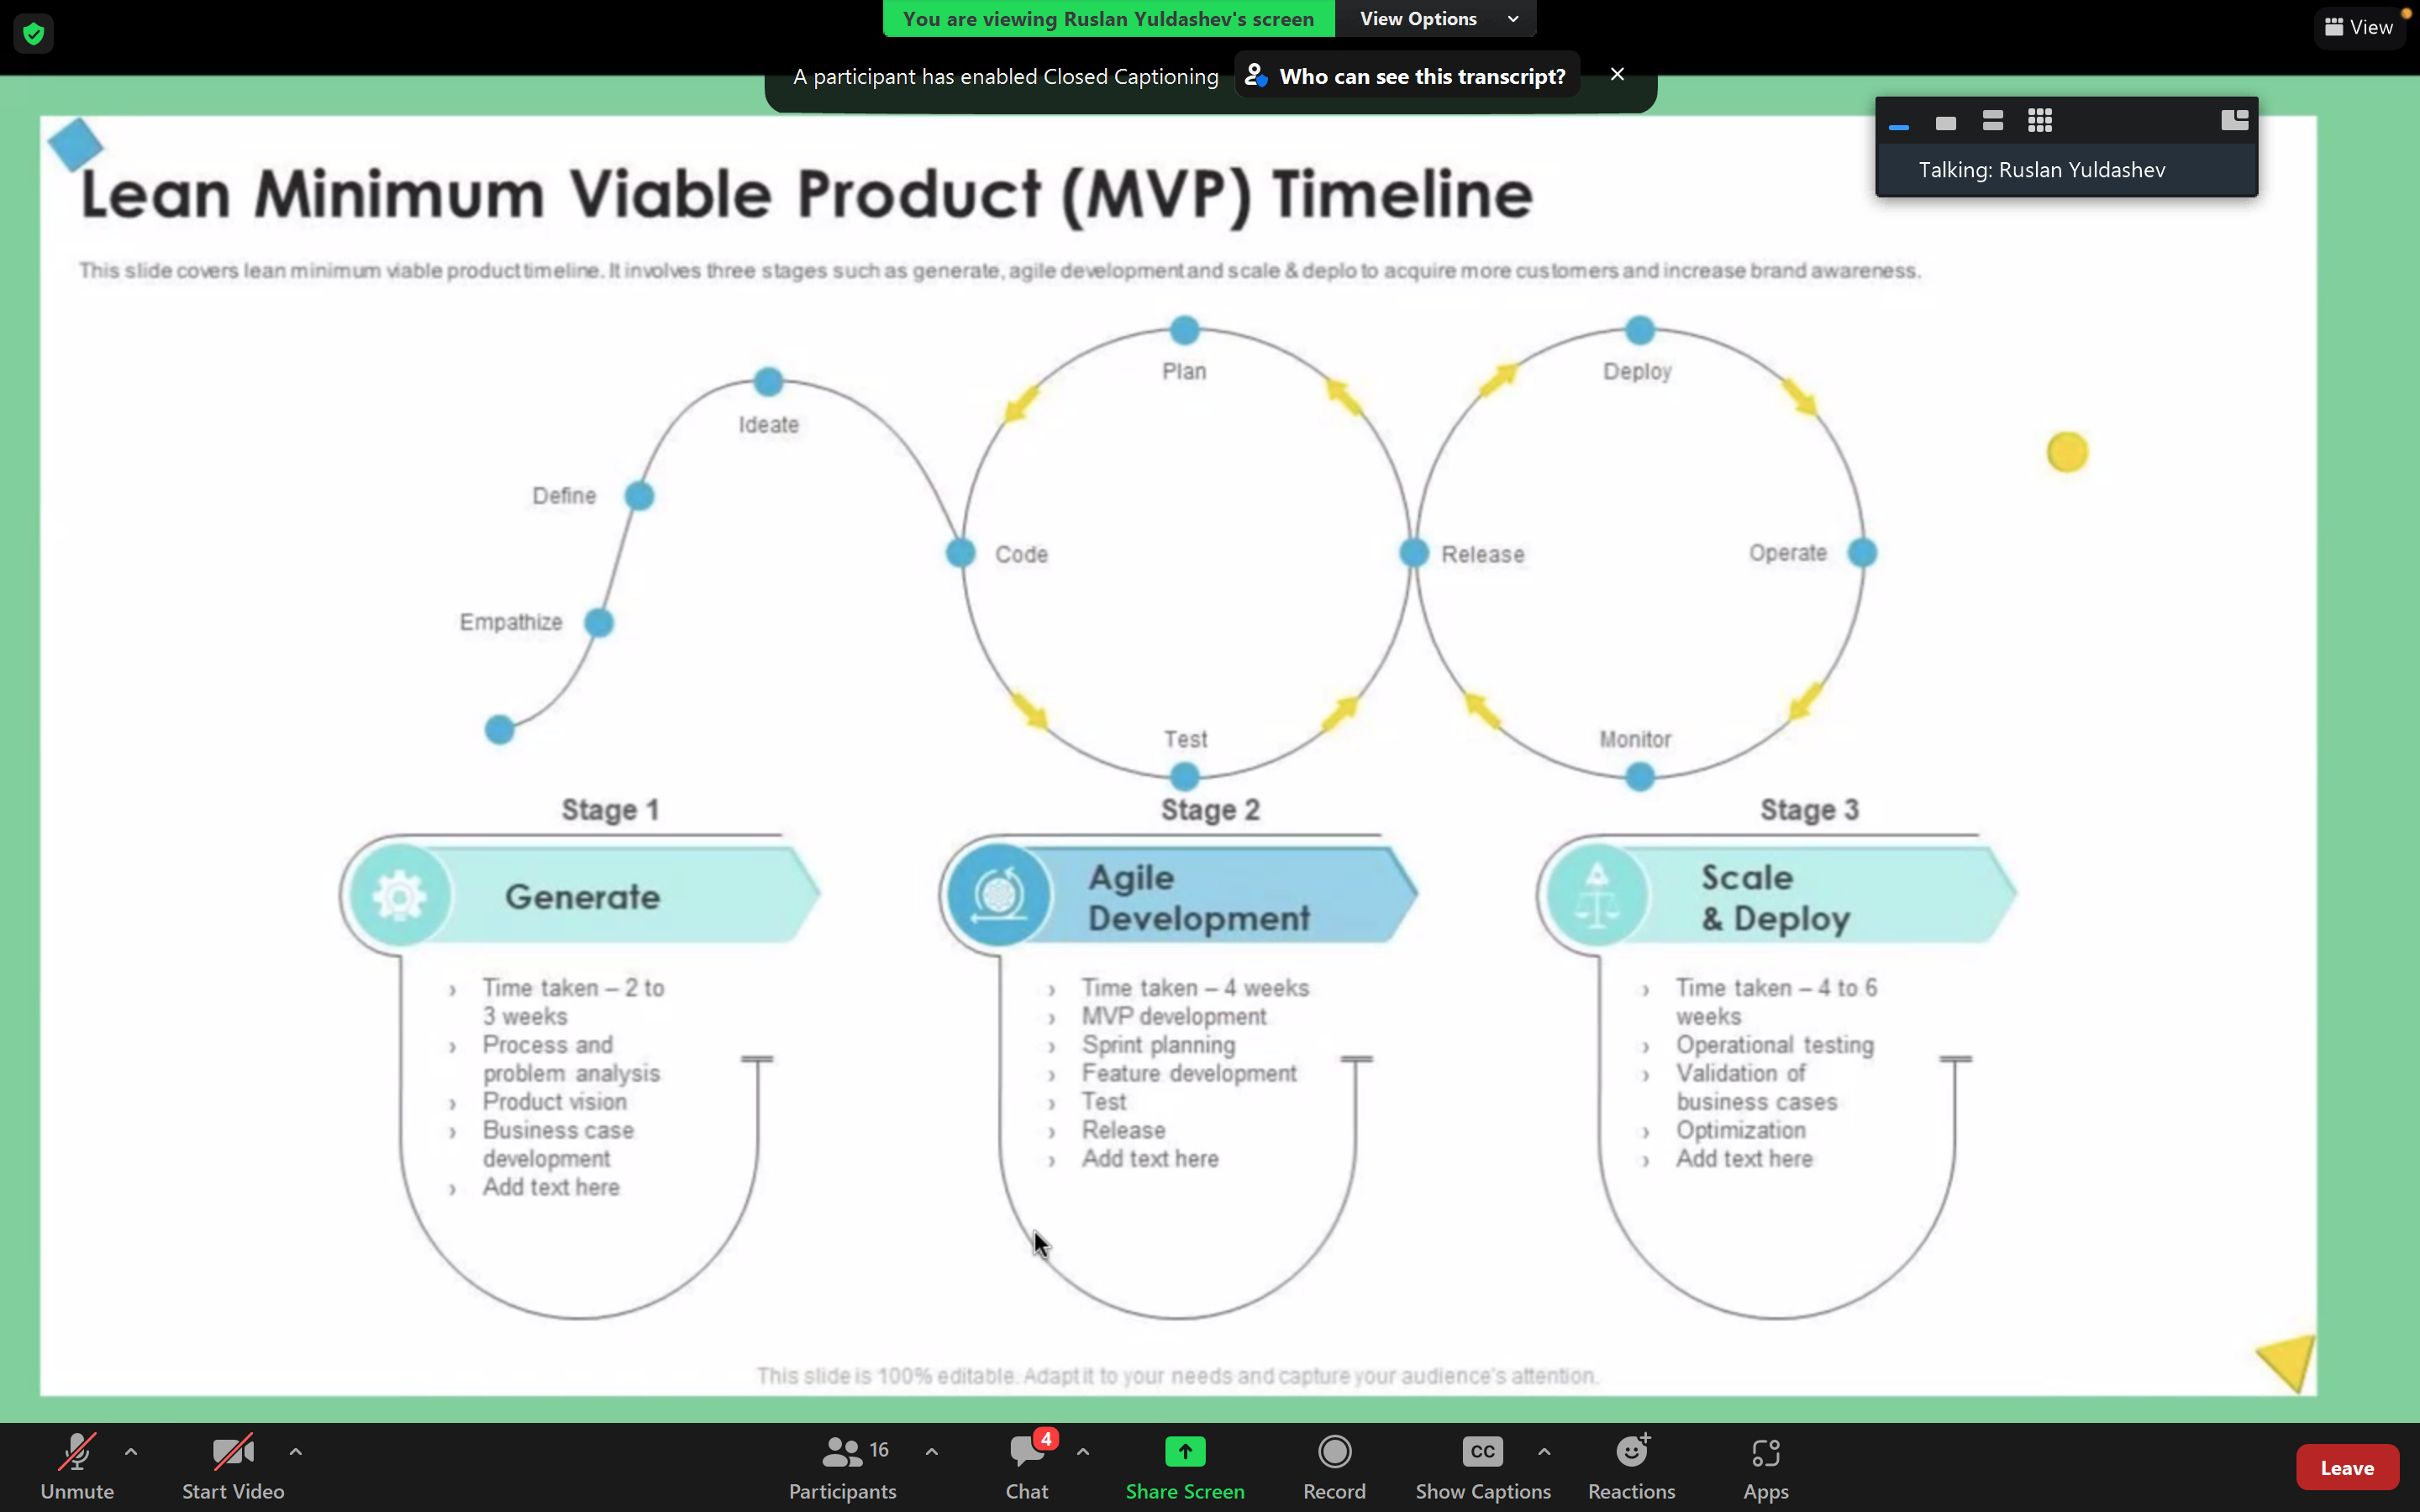 You are viewing Ruslan Yuldashev's screen
View Options
View
A participant has enabled Closed Captioning
Who can see this transcript?
Talking: Ruslan Yuldashev
Lean Minimum Viable Product (MVP) Timeline
This slide covers lean minimum viable product timeline. It involves three stages such as generate, agile development and scale & deplo to acquire more customers and increase brand awareness.
Plan
Deploy
Ideate
Define
Code
Release
Operate
Empathize
Test
Monitor
Stage 1
Generate
› Time taken – 2 to
3 weeks
› Process and
problem analysis
› Product vision
› Business case
development
› Add text here
Stage 2
Agile
Development
› Time taken – 4 weeks
› MVP development
› Sprint planning
› Feature development
› Test
› Release
› Add text here
Stage 3
Scale
& Deploy
› Time taken – 4 to 6
weeks
› Operational testing
› Validation of
business cases
› Optimization
› Add text here
This slide is 100% editable. Adapt it to your needs and capture your audience's attention.
Unmute
Start Video
16
Participants
4
Chat
Share Screen
Record
CC
Show Captions
Reactions
Apps
Leave